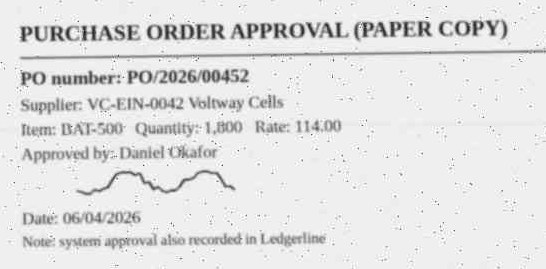 PURCHASE ORDER APPROVAL (PAPER COPY)
PO number: PO/2026/00452
Supplier: VC-EIN-0042 Voltway Cells
Item: BAT-500 Quantity: 1,800 Rate: 114.00
Approved by: Daniel Okafor
Date: 06/04/2026
Note: system approval also recorded in Ledgerline